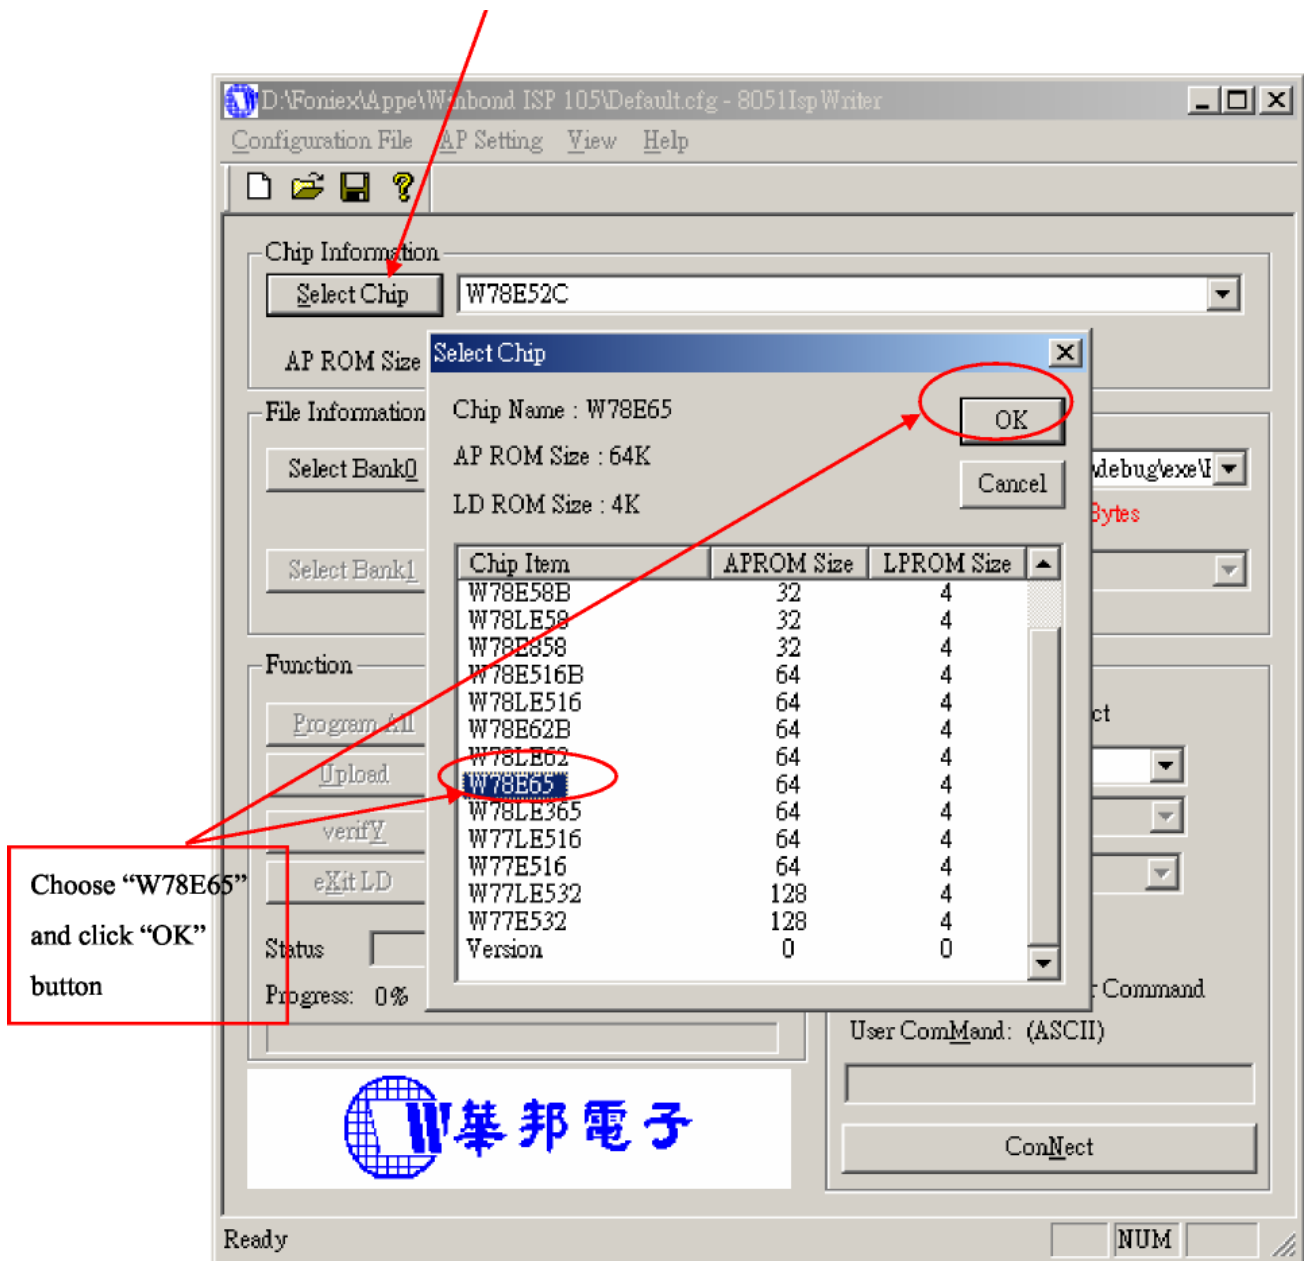 D:\Foniex\Appe\Winbond ISP 105\Default.cfg - 8051IspWriter
Configuration File AP Setting View Help
Chip Information
Select Chip W78E52C
AP ROM Size
Select Chip
Chip Name : W78E65
OK
AP ROM Size : 64K
Cancel
LD ROM Size : 4K
Chip Item APROM Size LPROM Size
W78E58B 32 4
W78LE58 32 4
W78E858 32 4
W78E516B 64 4
W78LE516 64 4
W78E62B 64 4
W78LE62 64 4
W78E65 64 4
W78LE365 64 4
W77LE516 64 4
W77E516 64 4
W77LE532 128 4
W77E532 128 4
Version 0 0
File Information
Select Bank0
\debug\exe\
Bytes
Select Bank1
Function
Program All
Upload
verifY
eXit LD
Status
Progress: 0%
Choose “W78E65”
and click “OK”
button
Command
User ComMand: (ASCII)
ConNect
華邦電子
Ready NUM